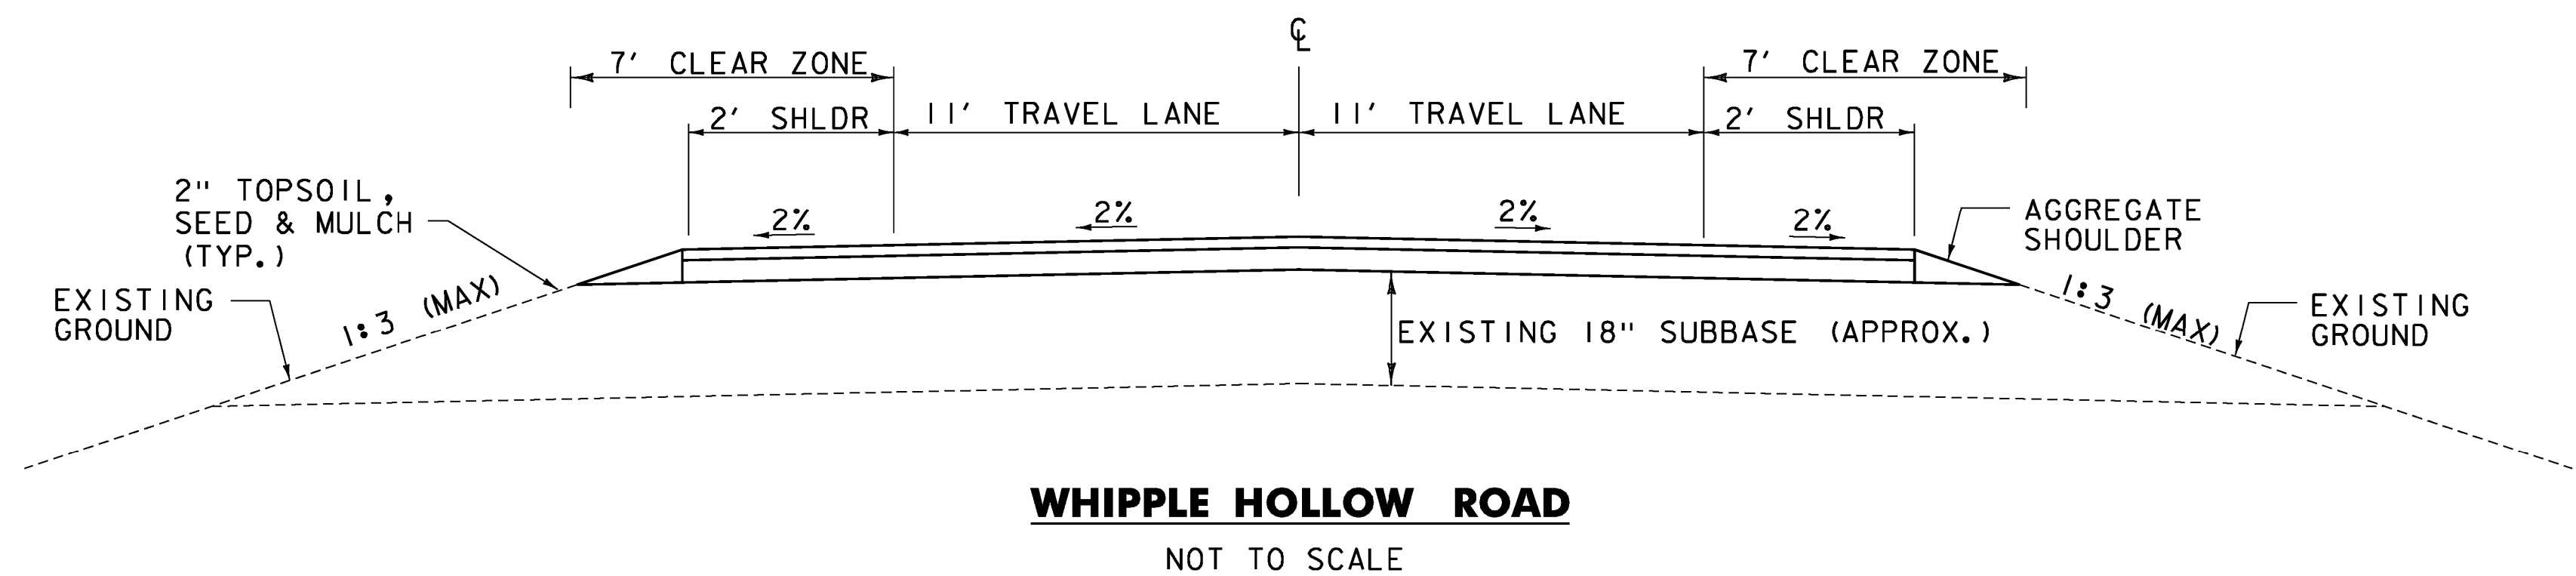 ℄
7' CLEAR ZONE
7' CLEAR ZONE
2' SHLDR
11' TRAVEL LANE
11' TRAVEL LANE
2' SHLDR
2" TOPSOIL,
SEED & MULCH
(TYP.)
2%
2%
2%
2%
AGGREGATE
SHOULDER
EXISTING
GROUND
1:3 (MAX)
EXISTING 18" SUBBASE (APPROX.)
1:3 (MAX)
EXISTING
GROUND
WHIPPLE HOLLOW ROAD
NOT TO SCALE